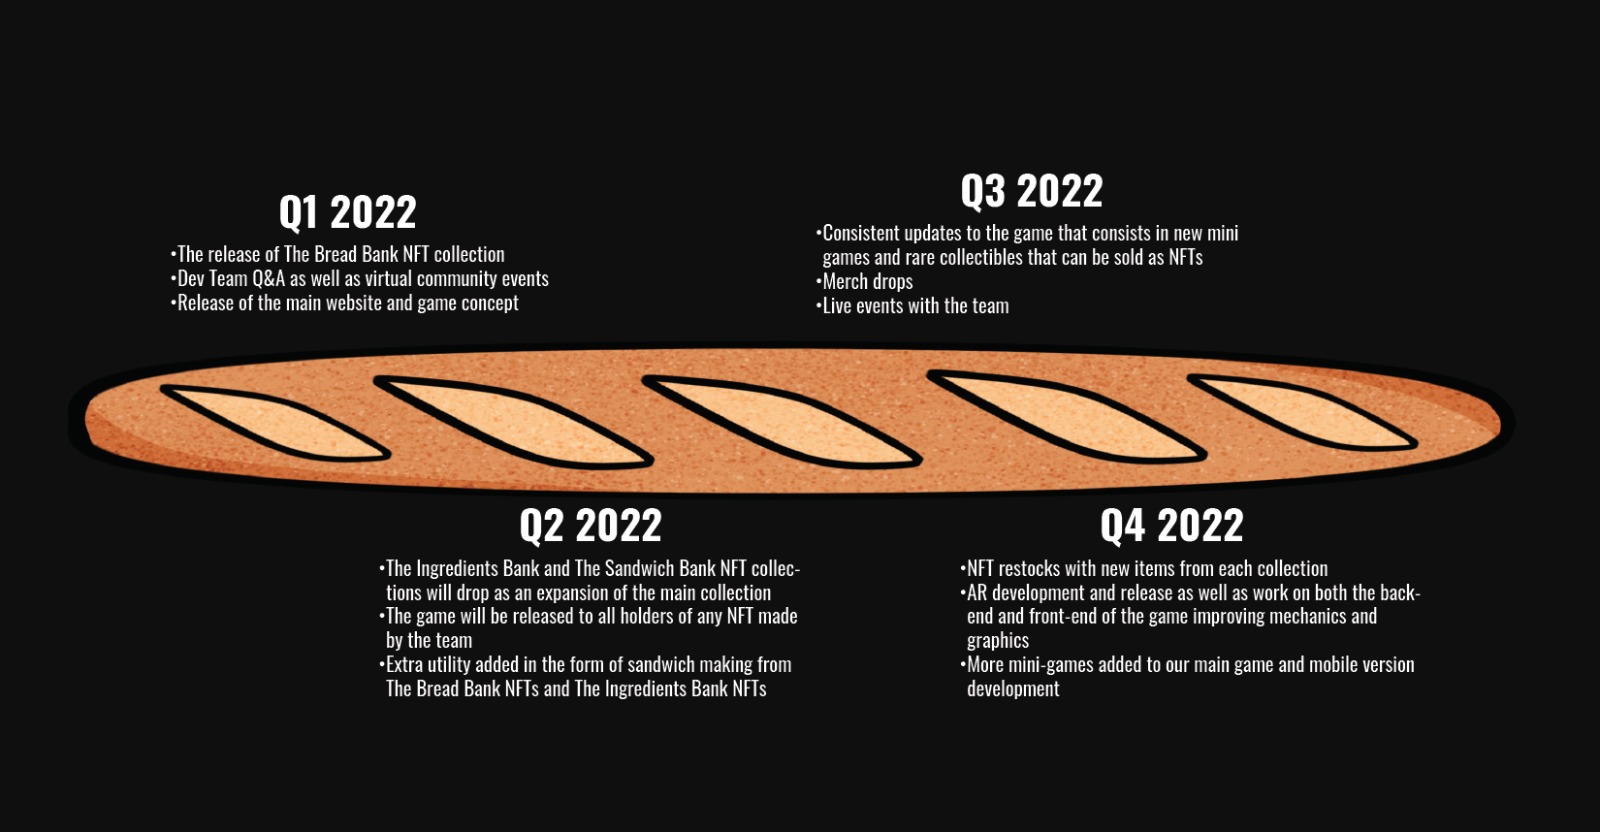 Q1 2022
•The release of The Bread Bank NFT collection
•Dev Team Q&A as well as virtual community events
•Release of the main website and game concept
Q3 2022
•Consistent updates to the game that consists in new mini
games and rare collectibles that can be sold as NFTs
•Merch drops
•Live events with the team
Q2 2022
•The Ingredients Bank and The Sandwich Bank NFT collec-
tions will drop as an expansion of the main collection
•The game will be released to all holders of any NFT made
by the team
•Extra utility added in the form of sandwich making from
The Bread Bank NFTs and The Ingredients Bank NFTs
Q4 2022
•NFT restocks with new items from each collection
•AR development and release as well as work on both the back-
end and front-end of the game improving mechanics and
graphics
•More mini-games added to our main game and mobile version
development